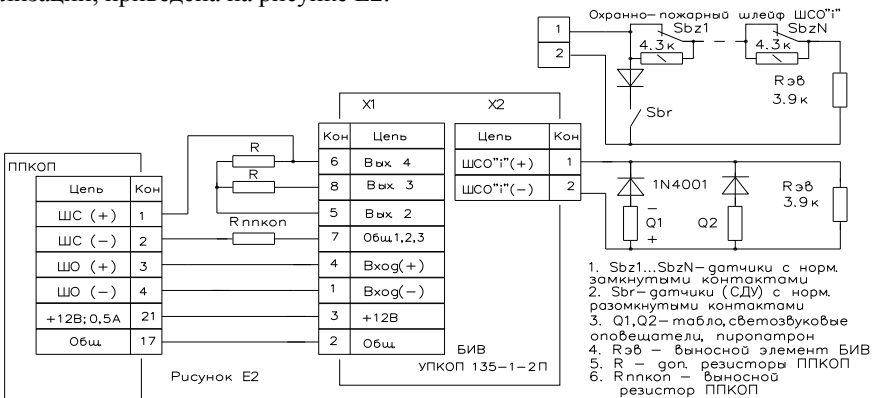 лизации, приведена на рисунке Е2.
Охранно-пожарный шлейф ШСО"i"
1
2
Sbz1
SbzN
4.3к
4.3к
Rэв
3.9к
Sbr
X1
X2
Кон
Цепь
6
Вых 4
8
Вых 3
5
Вых 2
7
Общ1,2,3
4
Вход(+)
1
Вход(−)
3
+12В
2
Общ
Цепь
Кон
ШСО"i"(+)
1
ШСО"i"(−)
2
R
R
Rппкоп
ППКОП
Цепь
Кон
ШС (+)
1
ШС (−)
2
ШО (+)
3
ШО (−)
4
+12В;0,5А
21
Общ
17
1N4001
−
Q1
+
Q2
Rэв
3.9к
БИВ
УПКОП 135-1-2П
Рисунок Е2
1. Sbz1...SbzN−датчики с норм.
замкнутыми контактами
2. Sbr−датчики (СДУ) с норм.
разомкнутыми контактами
3. Q1,Q2−табло,светозвуковые
оповещатели, пиропатрон
4. Rэв − выносной элемент БИВ
5. R − доп. резисторы ППКОП
6. Rппкоп − выносной
резистор ППКОП